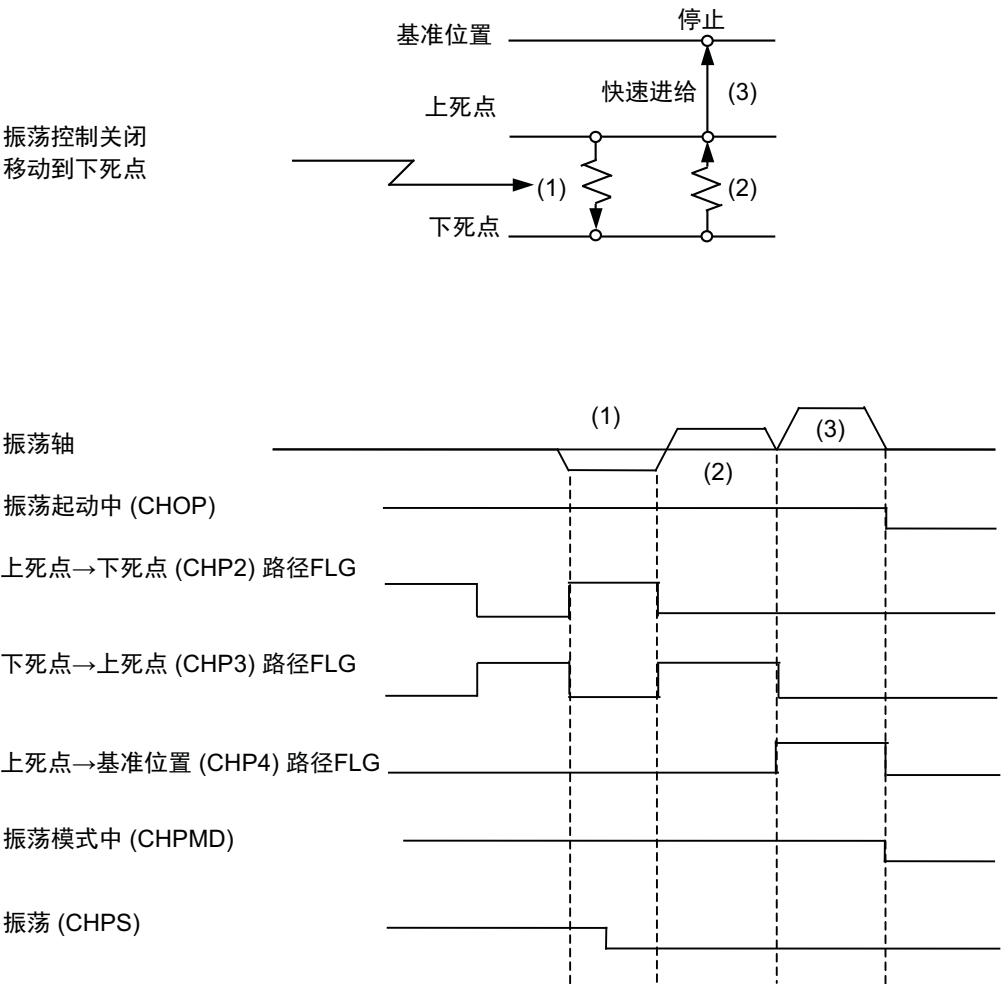 停止
基准位置
快速进给 (3)
上死点
振荡控制关闭
移动到下死点
(1)
(2)
下死点
(1)
(3)
振荡轴
(2)
振荡起动中 (CHOP)
上死点→下死点 (CHP2) 路径FLG
下死点→上死点 (CHP3) 路径FLG
上死点→基准位置 (CHP4) 路径FLG
振荡模式中 (CHPMD)
振荡 (CHPS)